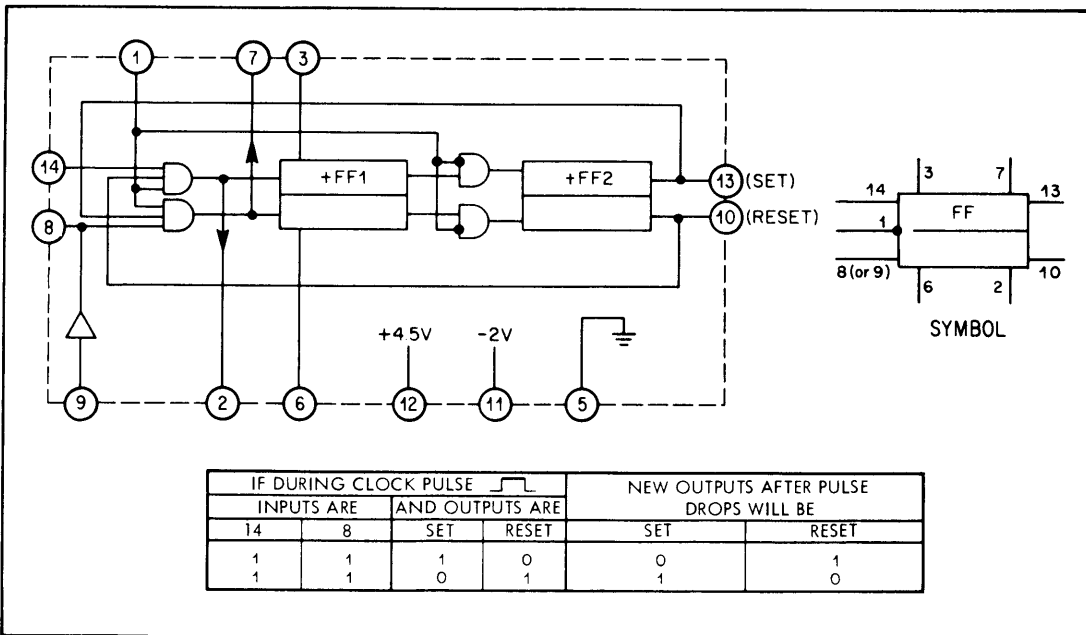 1 7 3
14
+FF1 +FF2
13 (SET)
8
10 (RESET)
+4.5V -2V
9 2 6 12 11 5
3 7
14 13
FF
1
8 (or 9) 10
6 2
SYMBOL
IF DURING CLOCK PULSE NEW OUTPUTS AFTER PULSE DROPS WILL BE
INPUTS ARE AND OUTPUTS ARE
14 8 SET RESET SET RESET
1 1 1 0 0 1
1 1 0 1 1 0